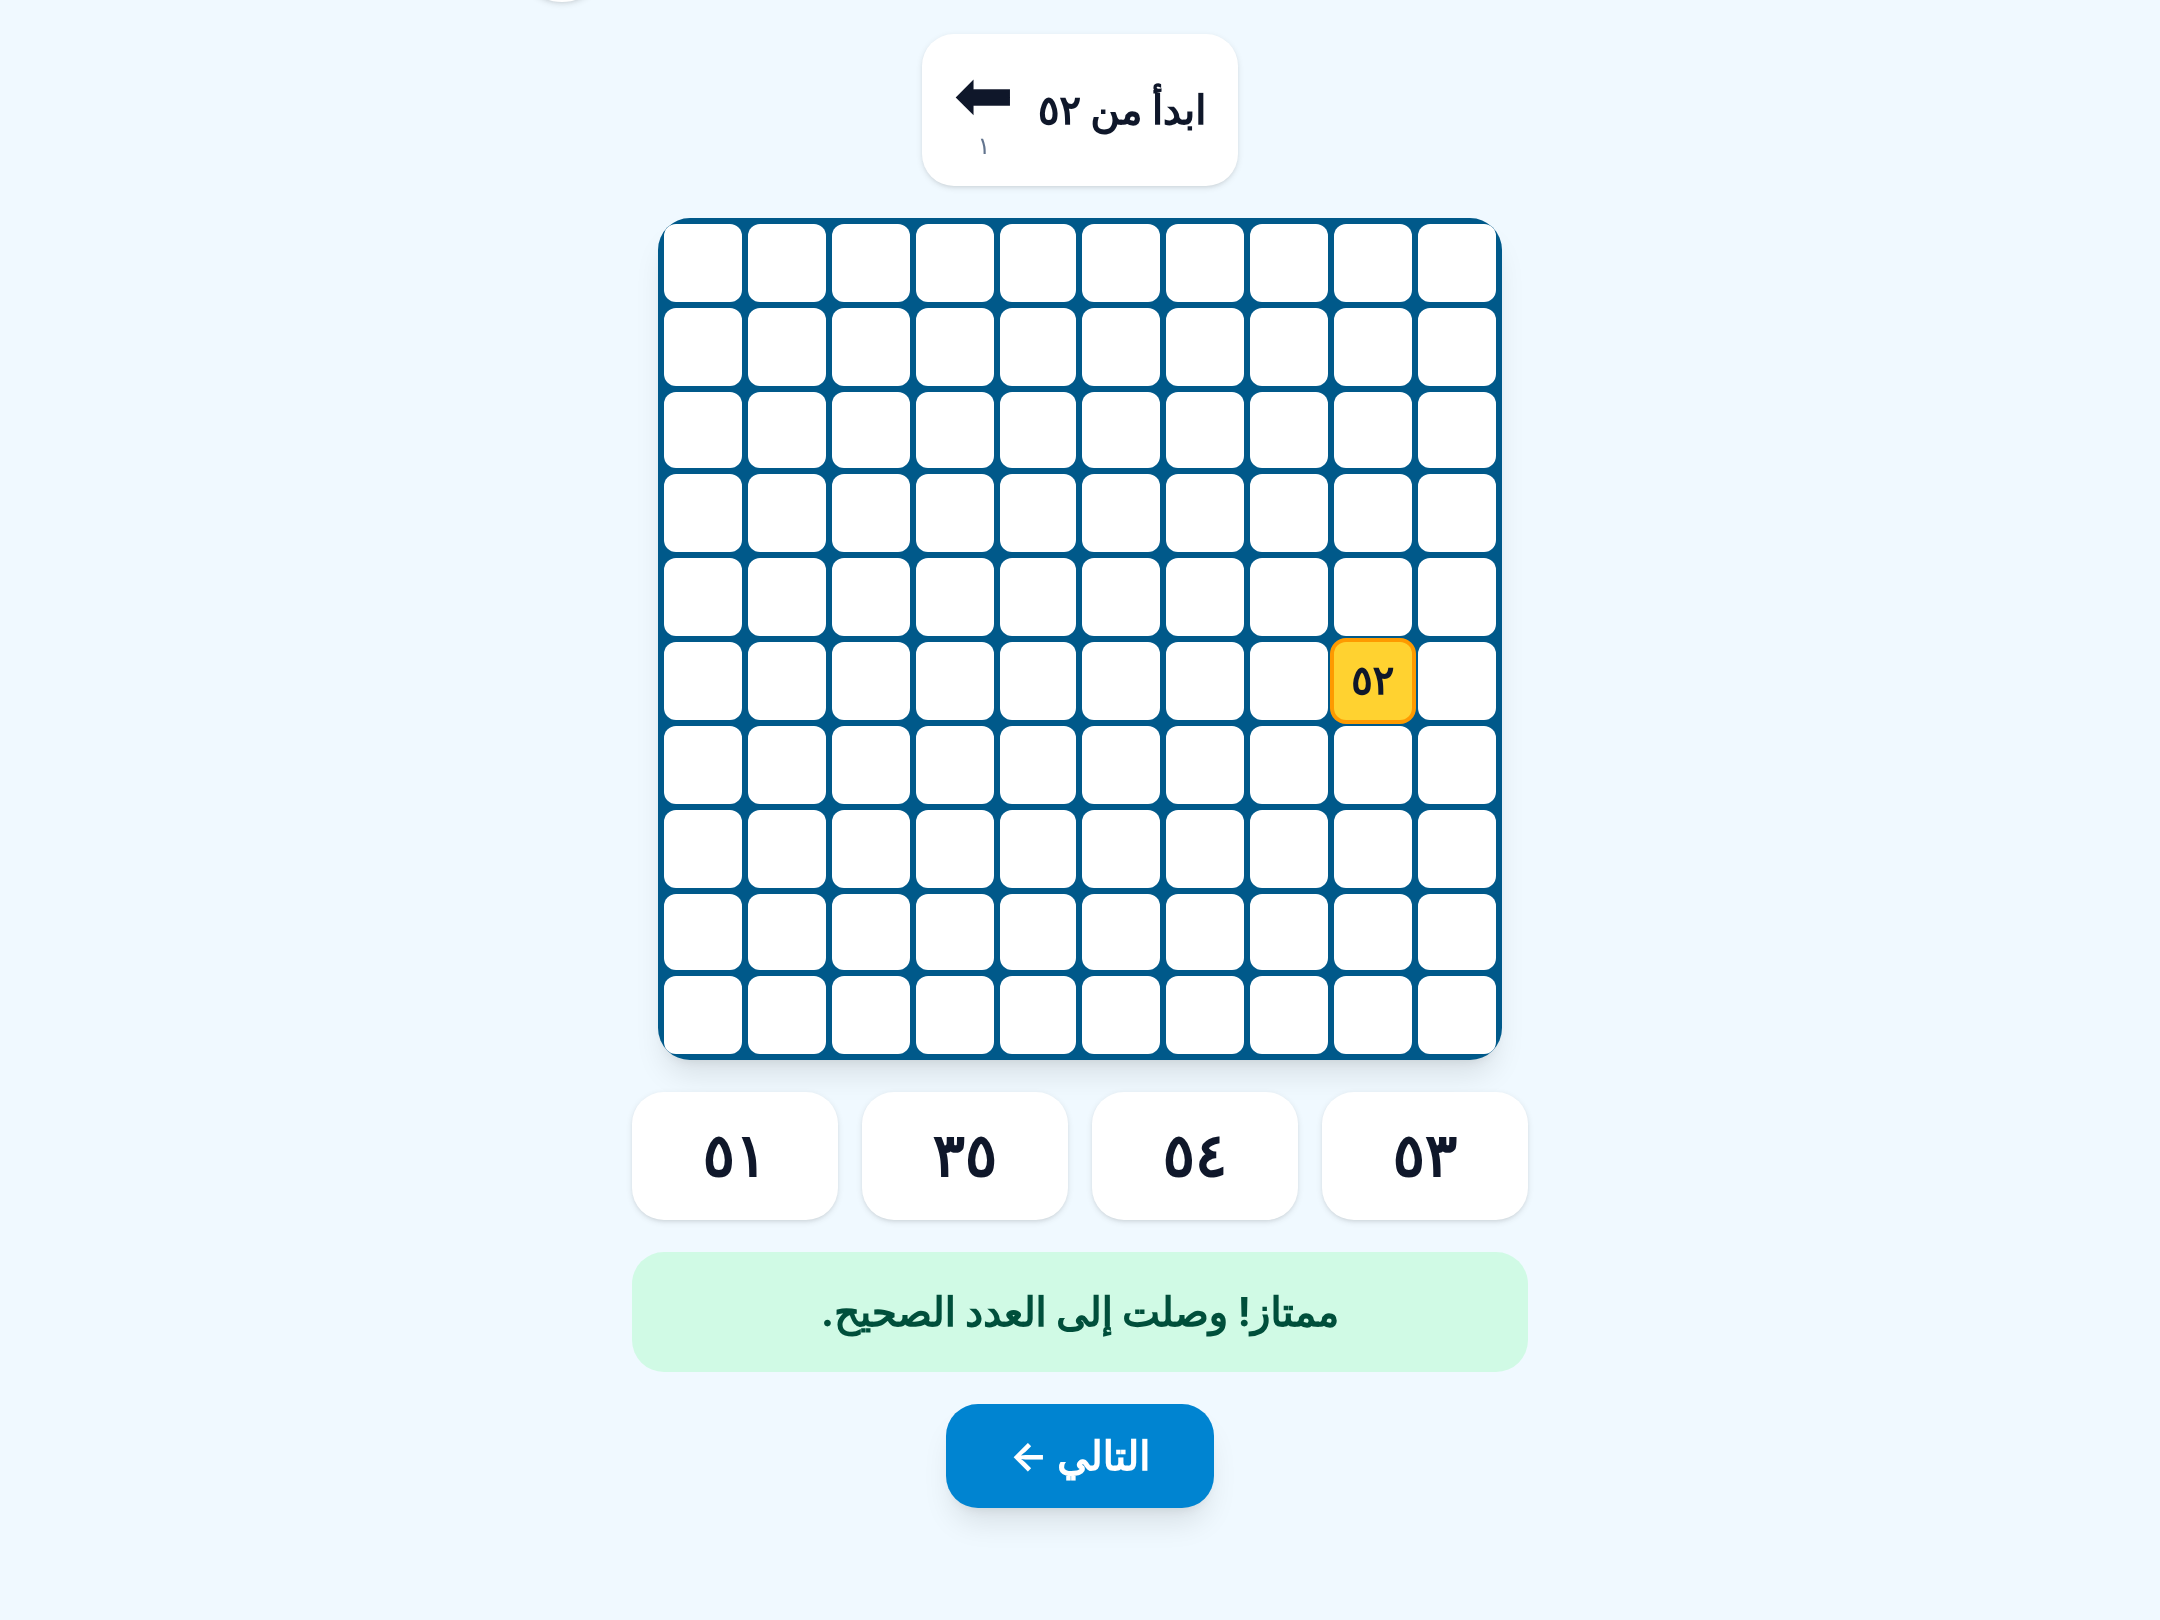 ابدأ من ٥٢
١
٥٢
٥٣
٥٤
٣٥
٥١
ممتاز! وصلت إلى العدد الصحيح.
التالي ←